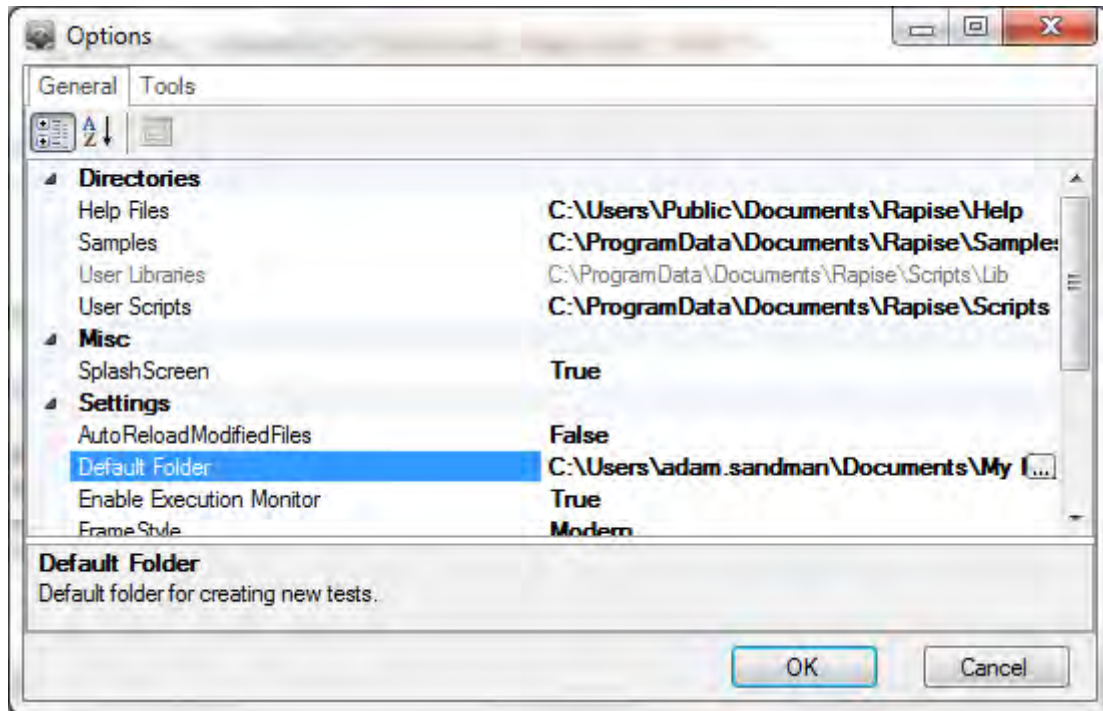 Options
General Tools
Directories
Help Files C:\Users\Public\Documents\Rapise\Help
Samples C:\ProgramData\Documents\Rapise\Samples
User Libraries C:\ProgramData\Documents\Rapise\Scripts\Lib
User Scripts C:\ProgramData\Documents\Rapise\Scripts
Misc
SplashScreen True
Settings
AutoReloadModifiedFiles False
Default Folder C:\Users\adam.sandman\Documents\My ...
Enable Execution Monitor True
FrameStyle Modern
Default Folder
Default folder for creating new tests.
OK Cancel